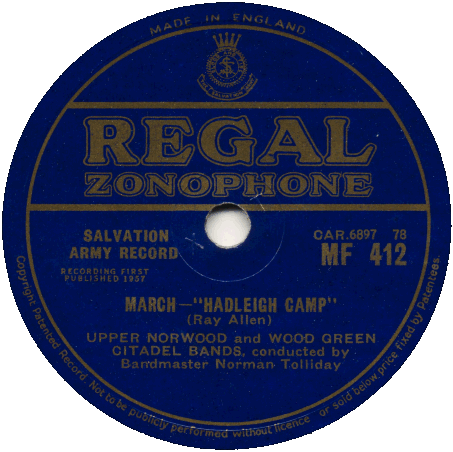 MADE IN ENGLAND
REGAL
ZONOPHONE
SALVATION
ARMY RECORD
RECORDING FIRST
PUBLISHED 1957
CAR.6897 78
MF 412
MARCH—"HADLEIGH CAMP"
(Ray Allen)
UPPER NORWOOD and WOOD GREEN
CITADEL BANDS, conducted by
Bandmaster Norman Tolliday
Copyright Patented Record. Not to be publicly performed without licence or sold below price fixed by Patentees.